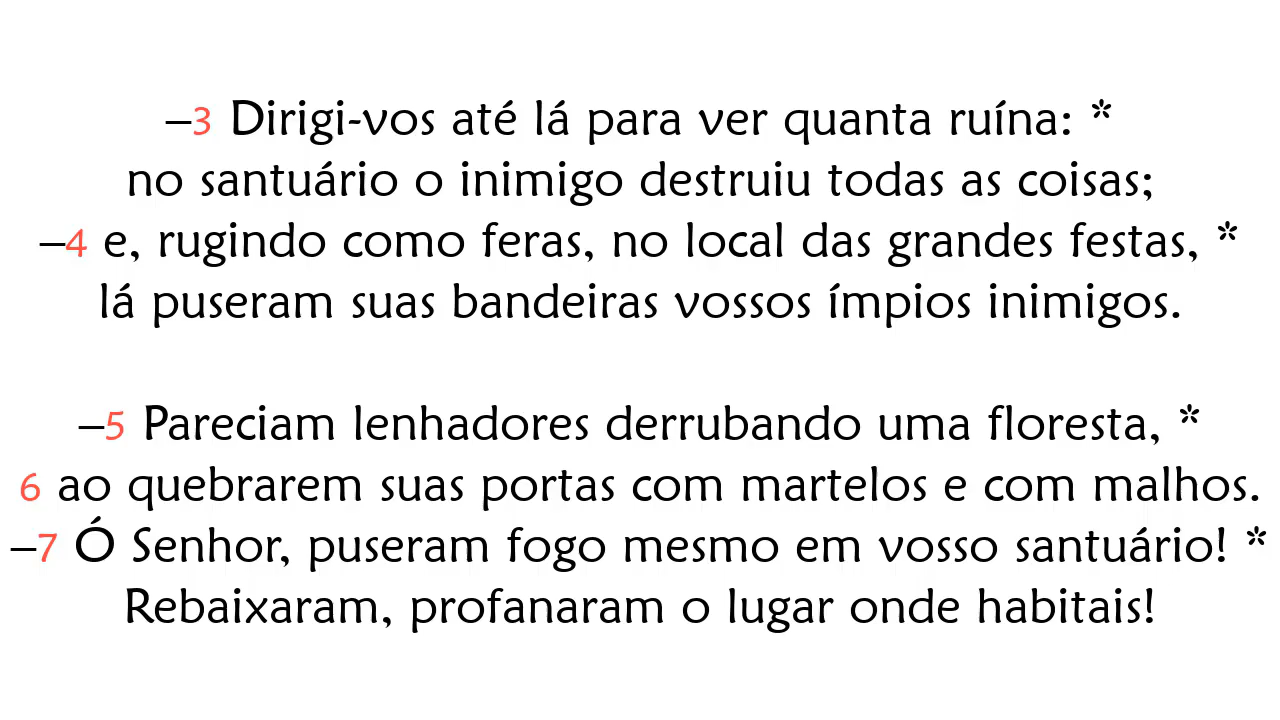 –3 Dirigi-vos até lá para ver quanta ruína: *
no santuário o inimigo destruiu todas as coisas;
–4 e, rugindo como feras, no local das grandes festas, *
lá puseram suas bandeiras vossos ímpios inimigos.
–5 Pareciam lenhadores derrubando uma floresta, *
6 ao quebrarem suas portas com martelos e com malhos.
–7 Ó Senhor, puseram fogo mesmo em vosso santuário! *
Rebaixaram, profanaram o lugar onde habitais!